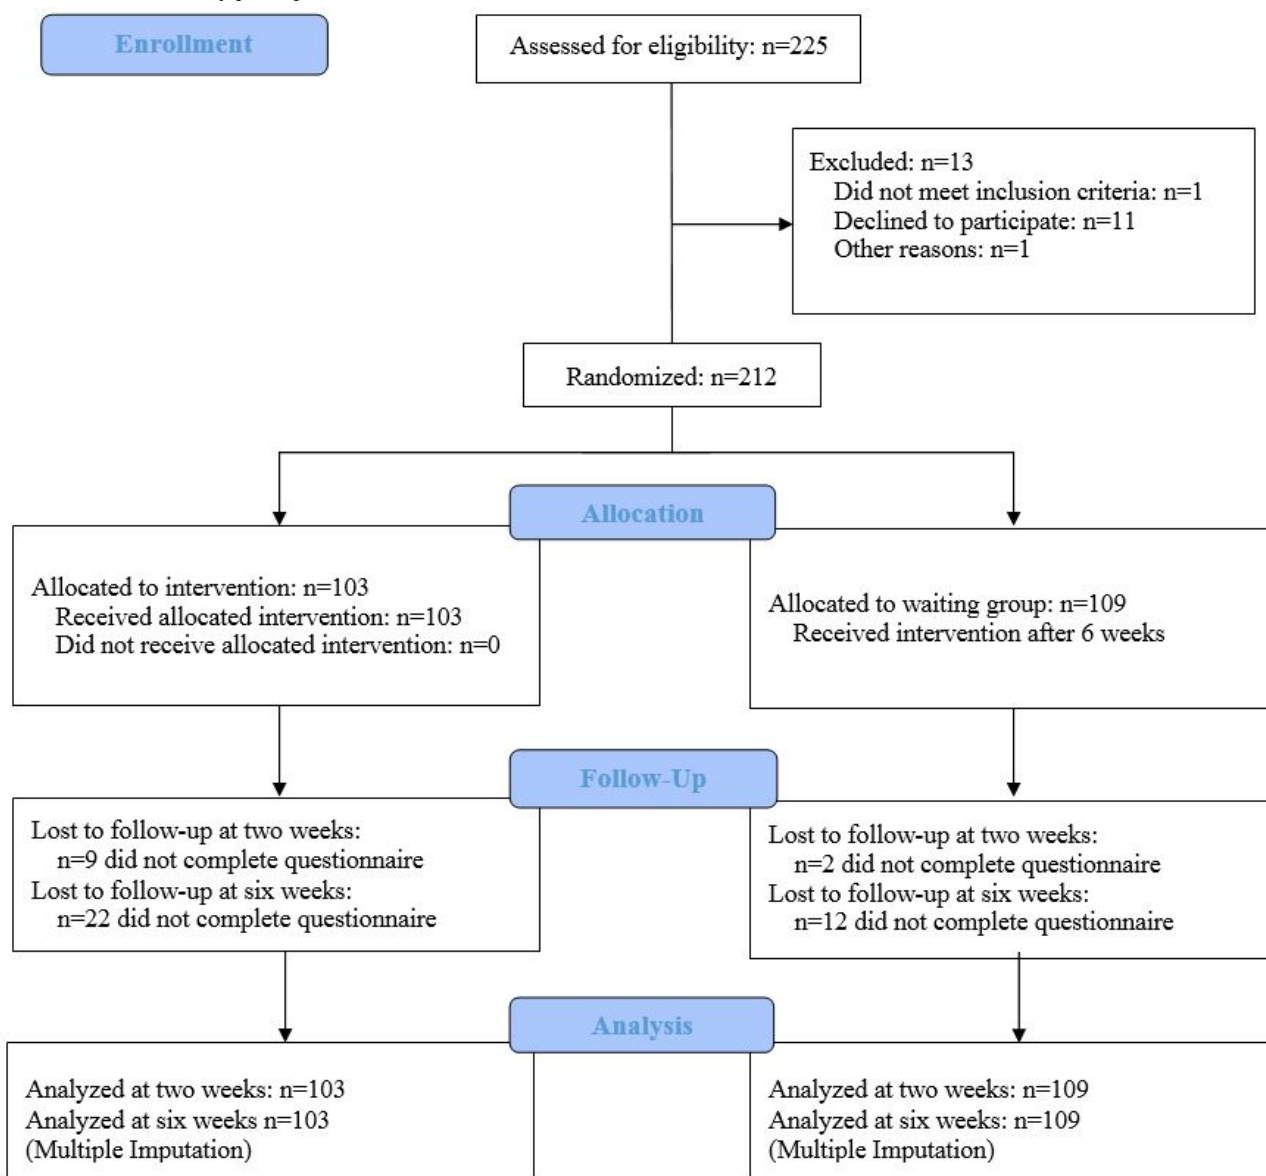 Enrollment
Assessed for eligibility: n=225
Excluded: n=13
Did not meet inclusion criteria: n=1
Declined to participate: n=11
Other reasons: n=1
Randomized: n=212
Allocation
Allocated to intervention: n=103
Received allocated intervention: n=103
Did not receive allocated intervention: n=0
Allocated to waiting group: n=109
Received intervention after 6 weeks
Follow-Up
Lost to follow-up at two weeks:
n=9 did not complete questionnaire
Lost to follow-up at six weeks:
n=22 did not complete questionnaire
Lost to follow-up at two weeks:
n=2 did not complete questionnaire
Lost to follow-up at six weeks:
n=12 did not complete questionnaire
Analysis
Analyzed at two weeks: n=103
Analyzed at six weeks n=103
(Multiple Imputation)
Analyzed at two weeks: n=109
Analyzed at six weeks: n=109
(Multiple Imputation)